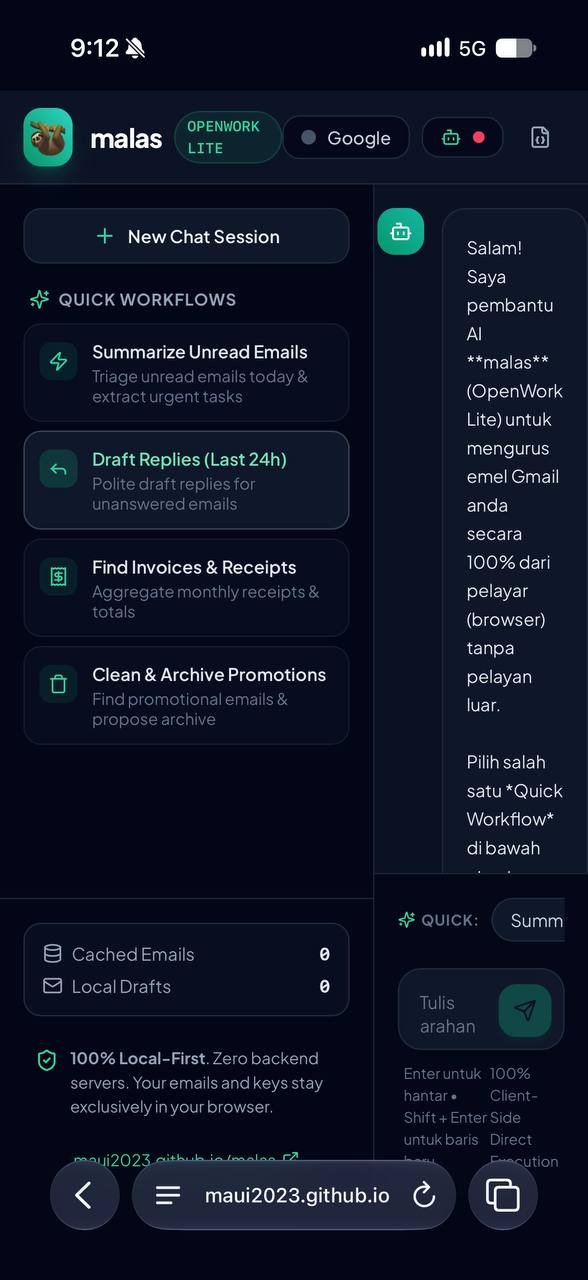 9:12
5G
malas
OPENWORK
LITE
Google
New Chat Session
QUICK WORKFLOWS
Summarize Unread Emails
Triage unread emails today &
extract urgent tasks
Draft Replies (Last 24h)
Polite draft replies for
unanswered emails
Find Invoices & Receipts
Aggregate monthly receipts &
totals
Clean & Archive Promotions
Find promotional emails &
propose archive
Cached Emails 0
Local Drafts 0
100% Local-First. Zero backend
servers. Your emails and keys stay
exclusively in your browser.
maui2023.github.io/malas
Salam!
Saya
pembantu
AI
**malas**
(OpenWork
Lite) untuk
mengurus
emel Gmail
anda
secara
100% dari
pelayar
(browser)
tanpa
pelayan
luar.
Pilih salah
satu *Quick
Workflow*
di bawah
QUICK:
Summ
Tulis
arahan
Enter untuk
hantar •
Shift + Enter
untuk baris
baru
100%
Client-
Side
Direct
Execution
maui2023.github.io